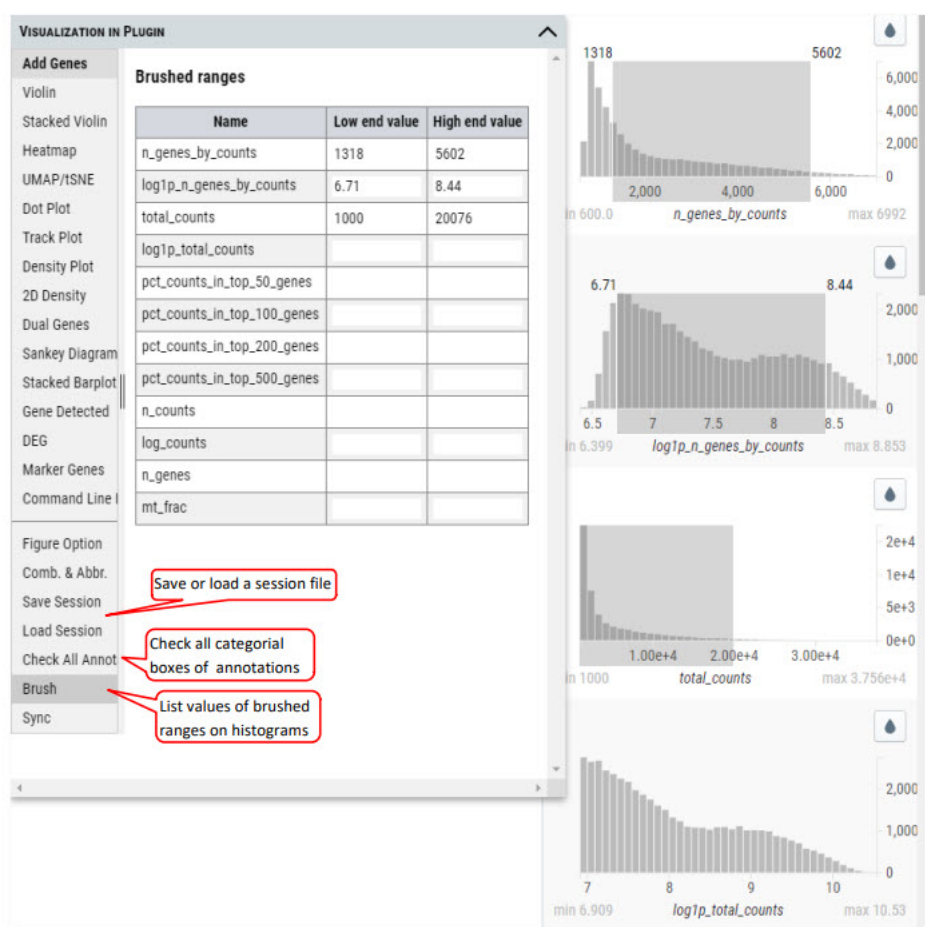 VISUALIZATION IN PLUGIN
Add Genes
Violin
Stacked Violin
Heatmap
UMAP/tSNE
Dot Plot
Track Plot
Density Plot
2D Density
Dual Genes
Sankey Diagram
Stacked Barplot
Gene Detected
DEG
Marker Genes
Command Line
Figure Option
Comb. & Abbr.
Save Session
Load Session
Check All Annot
Brush
Sync
Brushed ranges
Name Low end value High end value
n_genes_by_counts 1318 5602
log1p_n_genes_by_counts 6.71 8.44
total_counts 1000 20076
log1p_total_counts
pct_counts_in_top_50_genes
pct_counts_in_top_100_genes
pct_counts_in_top_200_genes
pct_counts_in_top_500_genes
n_counts
log_counts
n_genes
mt_frac
Save or load a session file
Check all categorial
boxes of annotations
List values of brushed
ranges on histograms
1318 5602
6,000
4,000
2,000
0
2,000 4,000 6,000
in 600.0 n_genes_by_counts max 6992
6.71 8.44
2,000
1,000
0
6.5 7 7.5 8 8.5
in 6.399 log1p_n_genes_by_counts max 8.853
2e+4
1e+4
5e+3
0e+0
1.00e+4 2.00e+4 3.00e+4
in 1000 total_counts max 3.756e+4
2,000
1,000
0
7 8 9 10
min 6.909 log1p_total_counts max 10.53